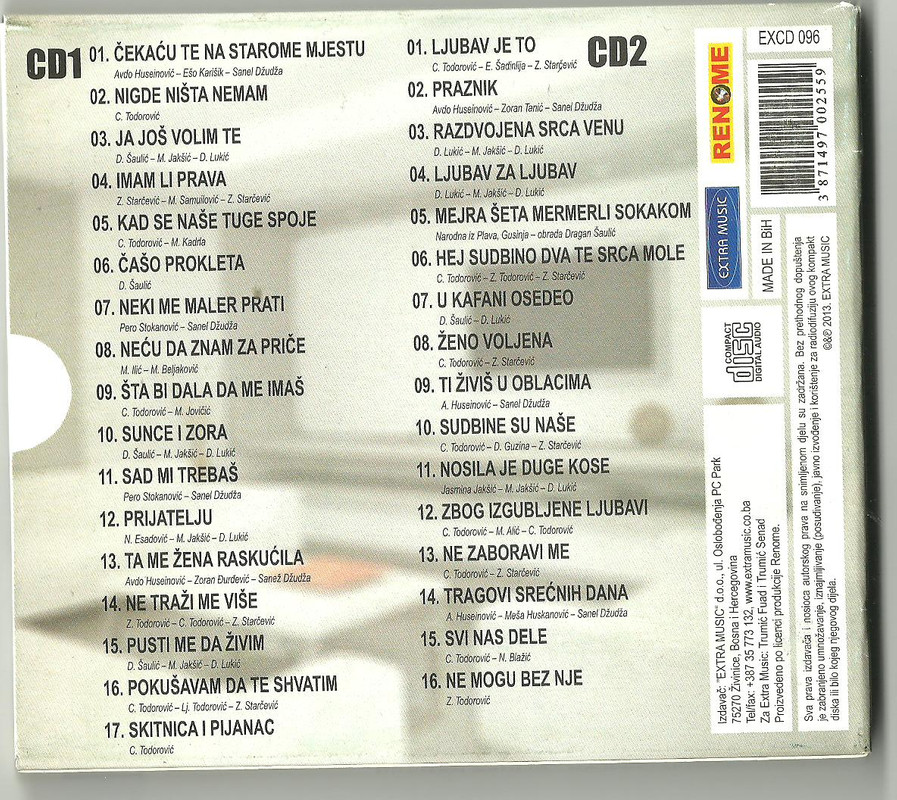 CD1
01. ČEKAĆU TE NA STAROME MJESTU
Avdo Huseinović – Ešo Karišik – Sanel Džudža
02. NIGDE NIŠTA NEMAM
C. Todorović
03. JA JOŠ VOLIM TE
D. Šaulić – M. Jakšić – D. Lukić
04. IMAM LI PRAVA
Z. Starčević – M. Samuilović – Z. Starčević
05. KAD SE NAŠE TUGE SPOJE
C. Todorović – M. Kadrla
06. ČAŠO PROKLETA
D. Šaulić
07. NEKI ME MALER PRATI
Pero Stokanović – Sanel Džudža
08. NEĆU DA ZNAM ZA PRIČE
M. Ilić – M. Beljaković
09. ŠTA BI DALA DA ME IMAŠ
C. Todorović – M. Jovičić
10. SUNCE I ZORA
D. Šaulić – M. Jakšić – D. Lukić
11. SAD MI TREBAŠ
Pero Stokanović – Sanel Džudža
12. PRIJATELJU
N. Esadović – M. Jakšić – D. Lukić
13. TA ME ŽENA RASKUĆILA
Avdo Huseinović – Zoran Đurđević – Sanež Džudža
14. NE TRAŽI ME VIŠE
Z. Todorović – C. Todorović – Z. Starčević
15. PUSTI ME DA ŽIVIM
D. Šaulić – M. Jakšić – D. Lukić
16. POKUŠAVAM DA TE SHVATIM
C. Todorović – Lj. Todorović – Z. Starčević
17. SKITNICA I PIJANAC
C. Todorović
CD2
01. LJUBAV JE TO
C. Todorović – E. Šadinlija – Z. Starčević
02. PRAZNIK
Avdo Huseinović – Zoran Tanić – Sanel Džudža
03. RAZDVOJENA SRCA VENU
D. Lukić – M. Jakšić – D. Lukić
04. LJUBAV ZA LJUBAV
D. Lukić – M. Jakšić – D. Lukić
05. MEJRA ŠETA MERMERLI SOKAKOM
Narodna iz Plava, Gusinja – obrada Dragan Šaulić
06. HEJ SUDBINO DVA TE SRCA MOLE
C. Todorović – Z. Todorović – Z. Starčević
07. U KAFANI OSEDEO
D. Šaulić – D. Lukić
08. ŽENO VOLJENA
C. Todorović – Z. Starčević
09. TI ŽIVIŠ U OBLACIMA
A. Huseinović – Sanel Džudža
10. SUDBINE SU NAŠE
C. Todorović – D. Guzina – Z. Starčević
11. NOSILA JE DUGE KOSE
Jasmina Jakšić – M. Jakšić – D. Lukić
12. ZBOG IZGUBLJENE LJUBAVI
C. Todorović – M. Alić – C. Todorović
13. NE ZABORAVI ME
C. Todorović – Z. Starčević
14. TRAGOVI SREĆNIH DANA
A. Huseinović – Meša Huskanović – Sanel Džudža
15. SVI NAS DELE
C. Todorović – N. Blažić
16. NE MOGU BEZ NJE
Z. Todorović
EXCD 096
RENOME
3 871497 002559
EXTRA MUSIC
MADE IN BiH
COMPACT
disc
DIGITAL AUDIO
Izdavač: "EXTRA MUSIC" d.o.o., ul. Oslobođenja PC Park
75270 Živinice, Bosna i Hercegovina
Tel/fax: +387 35 773 132, www.extramusic.co.ba
Za Extra Music: Trumić Fuad i Trumić Senad
Proizvedeno po licenci produkcije Renome.
Sva prava izdavača i nosioca autorskog prava na snimljenom djelu su zadržana. Bez prethodnog dopuštenja
je zabranjeno umnožavanje, iznajmljivanje (posuđivanje), javno izvođenje i korištenje za radiodifuziju ovog kompakt
diska ili bilo kojeg njegovog dijela. ©&℗ 2013. EXTRA MUSIC